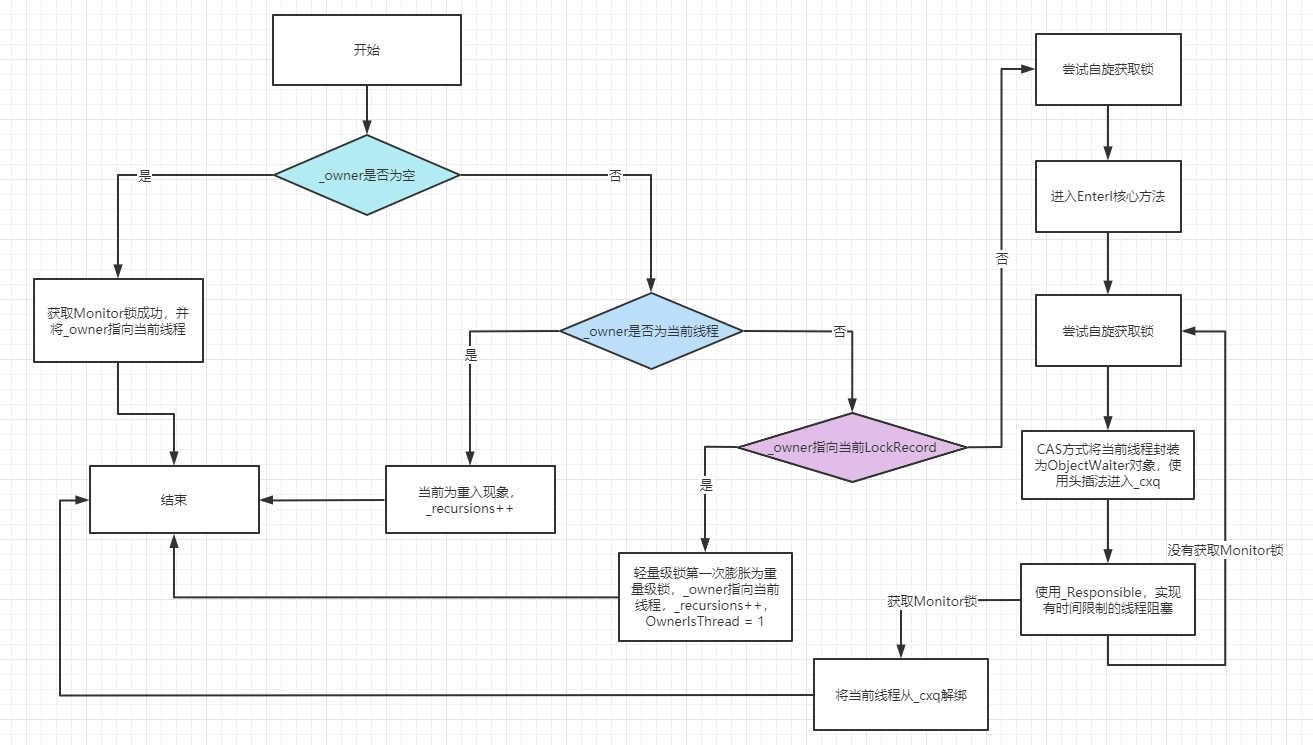 开始
尝试自旋获取锁
_owner是否为空
是
否
进入EnterI核心方法
否
获取Monitor锁成功，并
将_owner指向当前线程
_owner是否为当前线程
是
否
尝试自旋获取锁
_owner指向当前LockRecord
是
CAS方式将当前线程封装
为ObjectWaiter对象，使
用头插法进入_cxq
结束
当前为重入现象，
_recursions++
没有获取Monitor锁
轻量级锁第一次膨胀为重
量级锁，_owner指向当前
线程，_recursions++，
OwnerIsThread = 1
使用_Responsible，实现
有时间限制的线程阻塞
获取Monitor锁
将当前线程从_cxq解绑